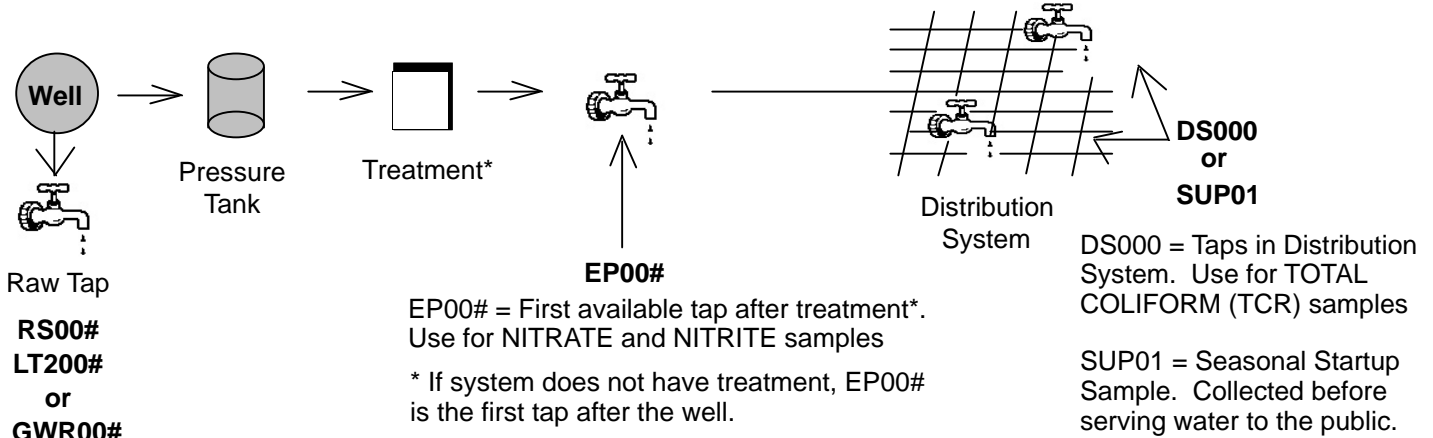 Well
Pressure
Tank
Treatment*
Raw Tap
RS00#
LT200#
or
GWR00#
EP00#
EP00# = First available tap after treatment*.
Use for NITRATE and NITRITE samples
* If system does not have treatment, EP00#
is the first tap after the well.
Distribution
System
DS000
or
SUP01
DS000 = Taps in Distribution
System. Use for TOTAL
COLIFORM (TCR) samples
SUP01 = Seasonal Startup
Sample. Collected before
serving water to the public.